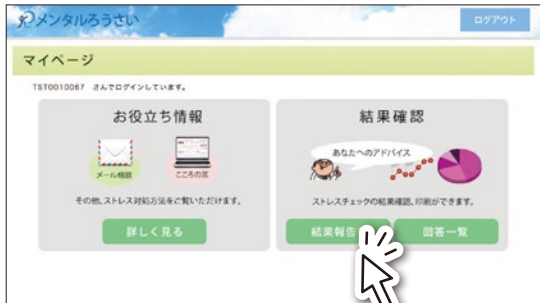 メンタルろうさい
ログアウト
マイページ
TST0010067 さんでログインしています。
お役立ち情報
メール相談
こころの耳
その他、ストレス対処方法をご覧いただけます。
詳しく見る
結果確認
あなたへのアドバイス
ストレスチェックの結果確認、印刷ができます。
結果報告
回答一覧